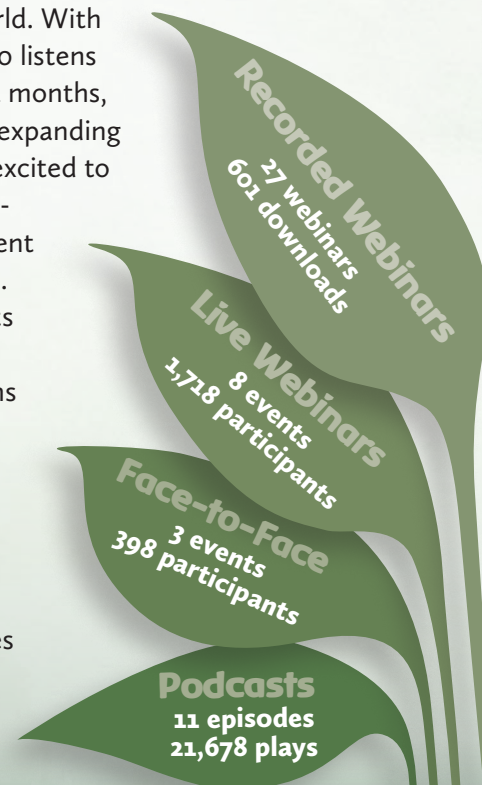 rld. With
o listens
months,
expanding
excited to
-
ent
.
ts
ns
es
Recorded Webinars
27 webinars
601 downloads
Live Webinars
8 events
1,718 participants
Face-to-Face
3 events
398 participants
Podcasts
11 episodes
21,678 plays